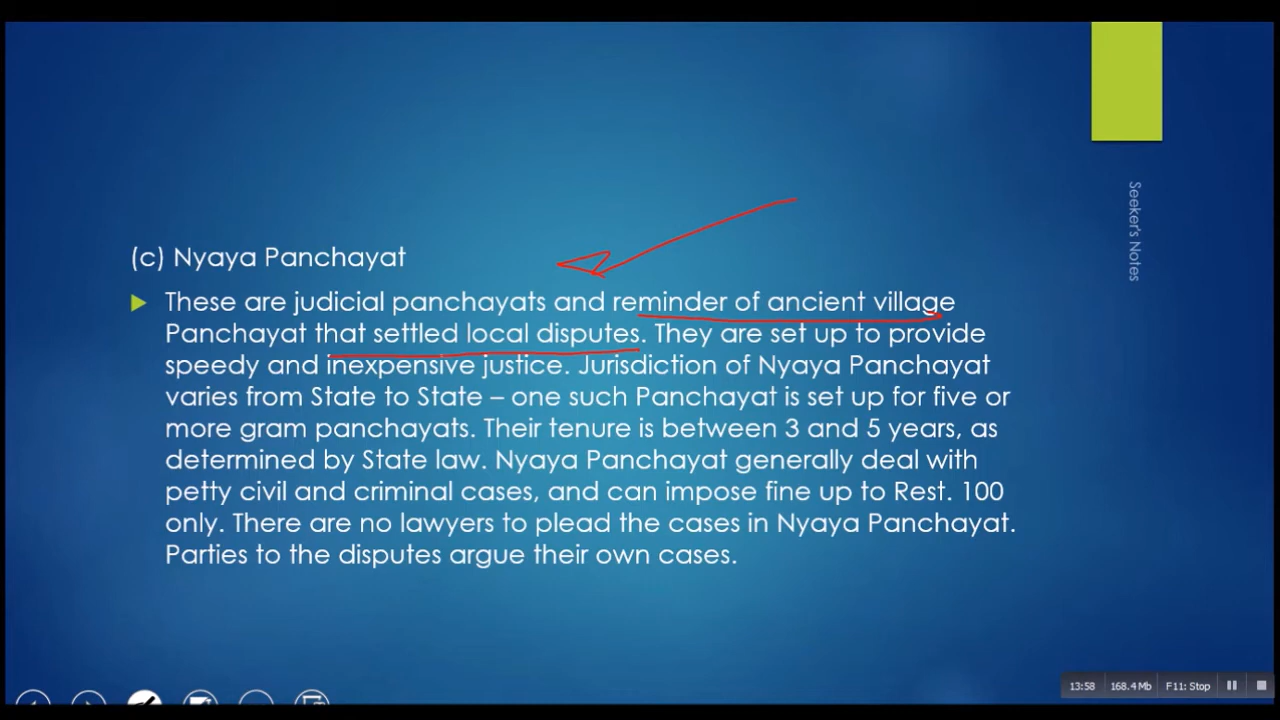 (c) Nyaya Panchayat
These are judicial panchayats and reminder of ancient village
Panchayat that settled local disputes. They are set up to provide
speedy and inexpensive justice. Jurisdiction of Nyaya Panchayat
varies from State to State – one such Panchayat is set up for five or
more gram panchayats. Their tenure is between 3 and 5 years, as
determined by State law. Nyaya Panchayat generally deal with
petty civil and criminal cases, and can impose fine up to Rest. 100
only. There are no lawyers to plead the cases in Nyaya Panchayat.
Parties to the disputes argue their own cases.
Seeker's Notes
13:58 168.4 Mb F11: Stop